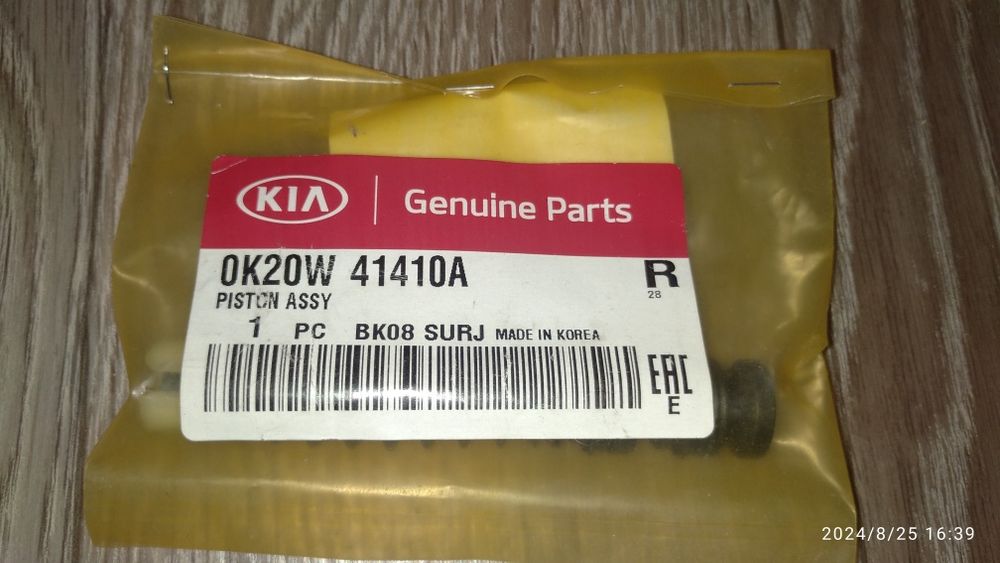 KIA Genuine Parts
0K20W 41410A R
PISTON ASSY 28
1 PC BK08 SURJ MADE IN KOREA
EAC
E
2024/8/25 16:39